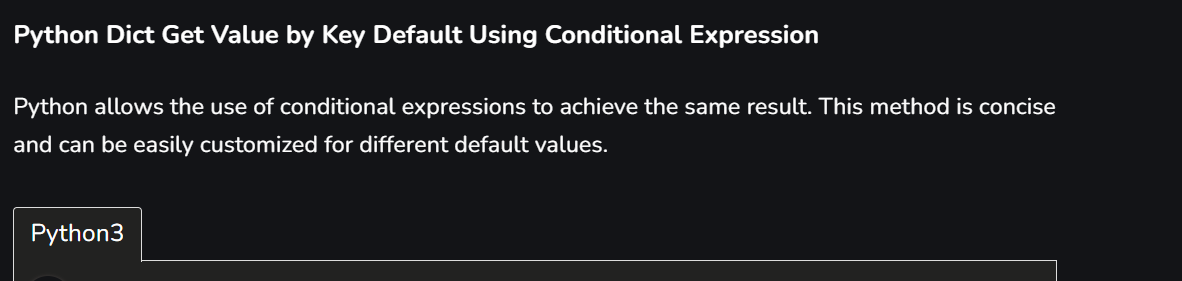 Python Dict Get Value by Key Default Using Conditional Expression
Python allows the use of conditional expressions to achieve the same result. This method is concise
and can be easily customized for different default values.
Python3